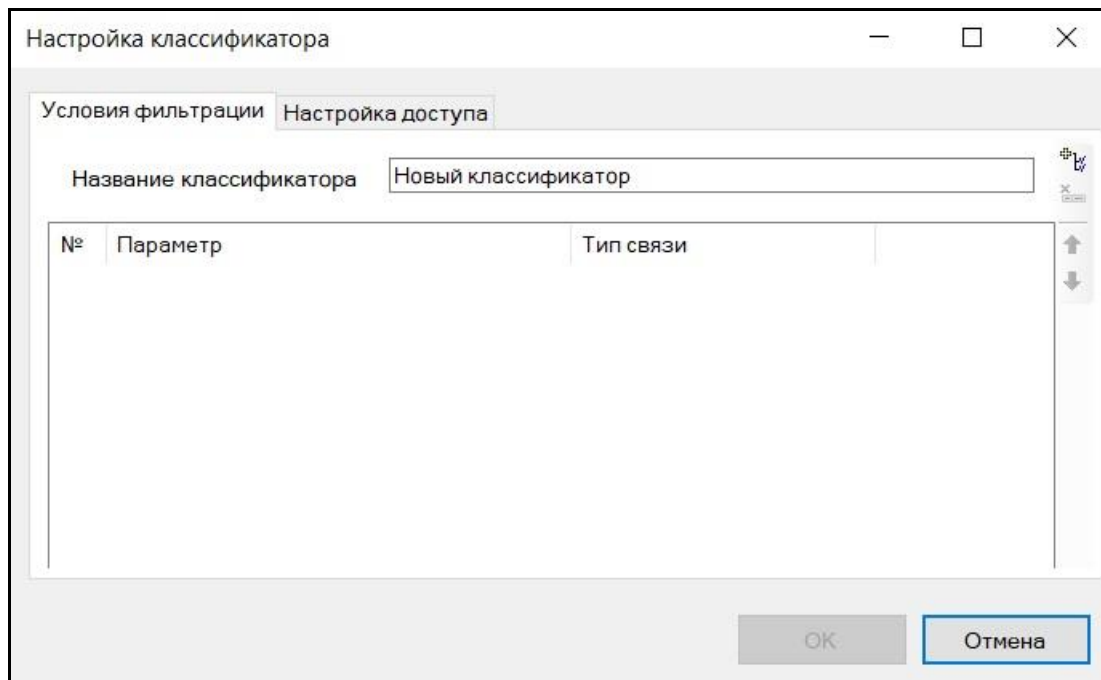 Настройка классификатора
Условия фильтрации Настройка доступа
Название классификатора Новый классификатор
№ Параметр Тип связи
OK Отмена